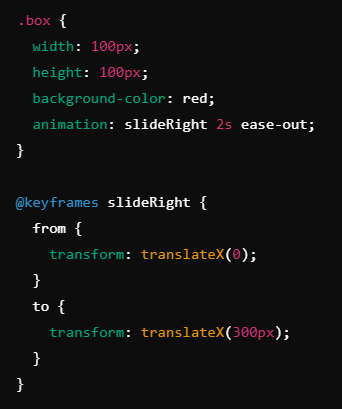 .box {
  width: 100px;
  height: 100px;
  background-color: red;
  animation: slideRight 2s ease-out;
}

@keyframes slideRight {
  from {
    transform: translateX(0);
  }
  to {
    transform: translateX(300px);
  }
}